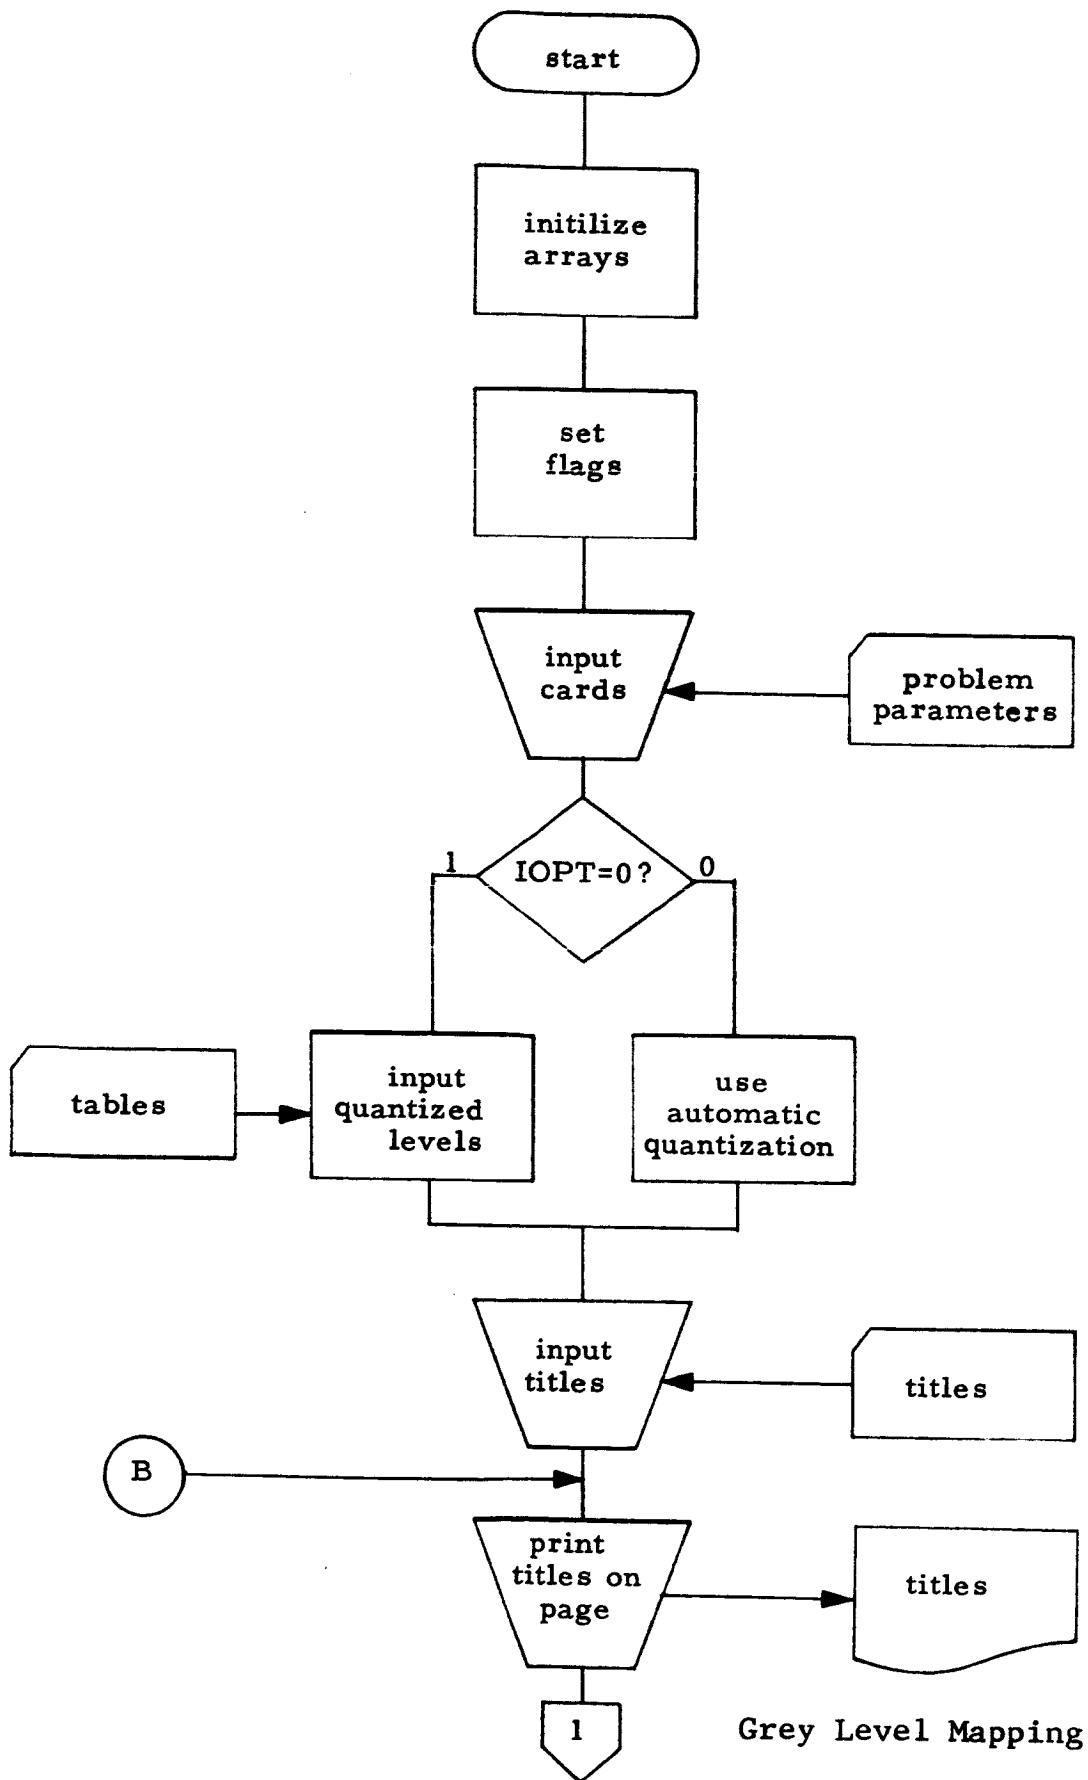 start
initilize
arrays
set
flags
input
cards
problem
parameters
1
IOPT=0?
0
tables
input
quantized
levels
use
automatic
quantization
input
titles
titles
B
print
titles on
page
titles
1
Grey Level Mapping